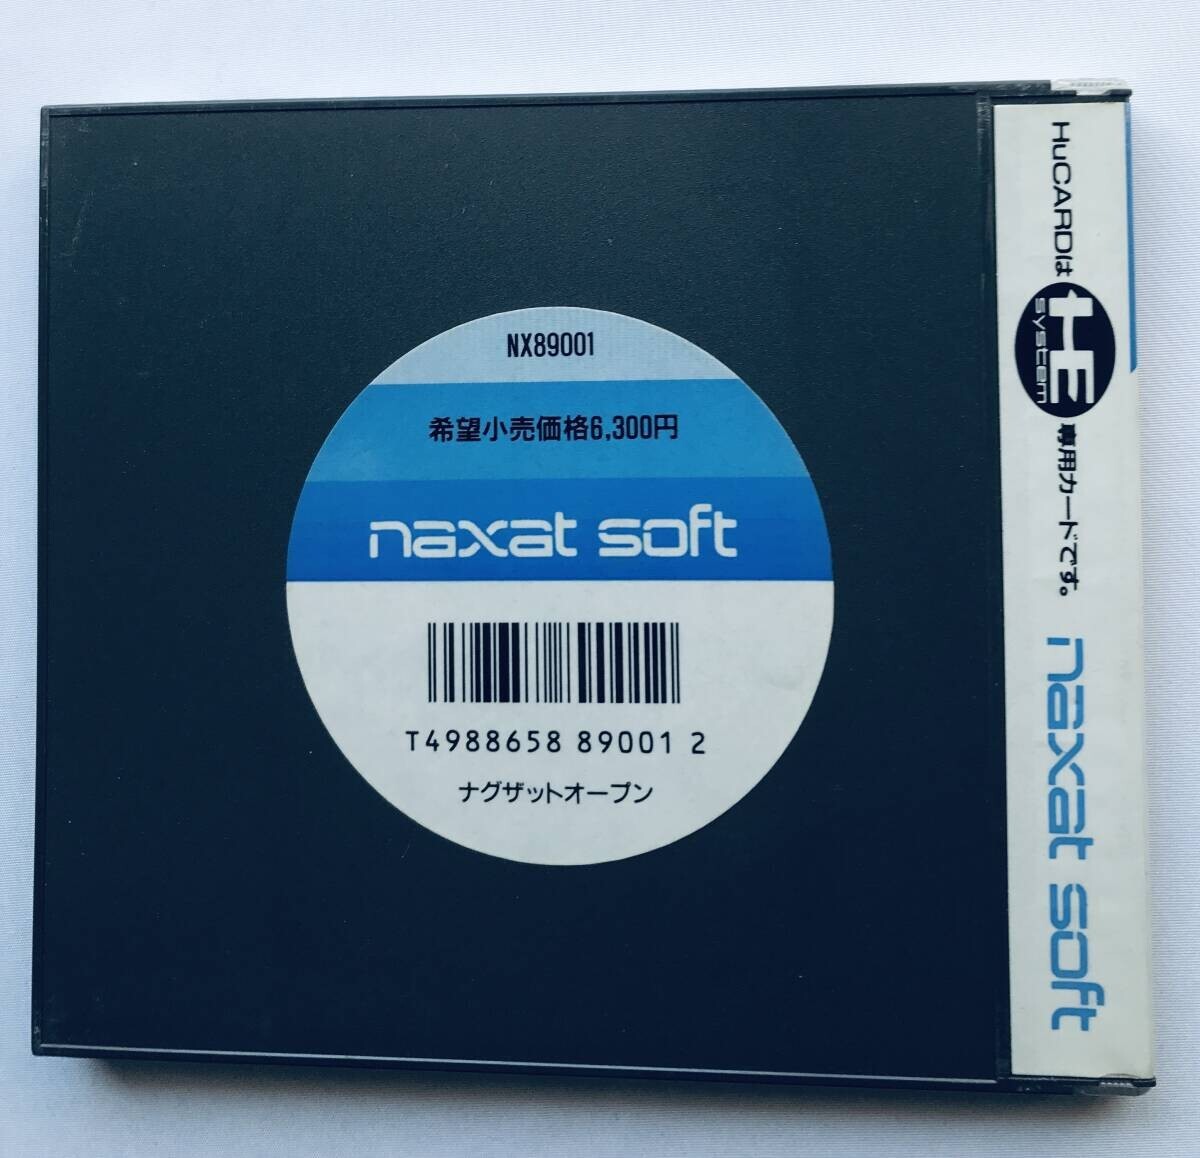 NX89001
希望小売価格6,300円
naxat soft
T4988658 89001 2
ナグザットオープン
HuCARDは HE system 専用カードです。 naxat soft